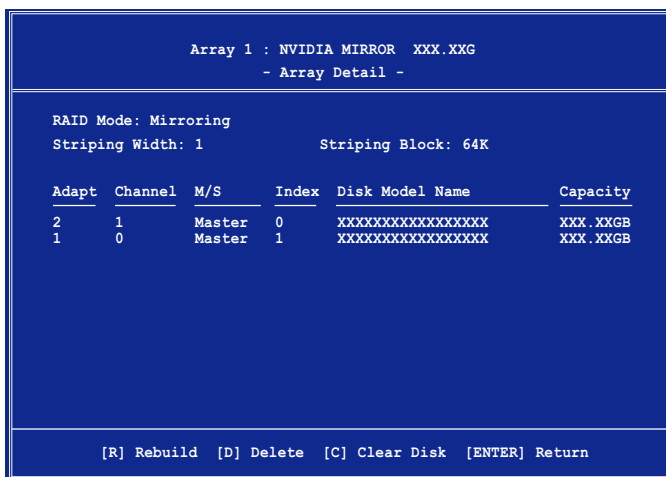 Array 1 : NVIDIA MIRROR XXX.XXG
- Array Detail -
RAID Mode: Mirroring
Striping Width: 1 Striping Block: 64K
Adapt Channel M/S Index Disk Model Name Capacity
2 1 Master 0 XXXXXXXXXXXXXXXXX XXX.XXGB
1 0 Master 1 XXXXXXXXXXXXXXXXX XXX.XXGB
[R] Rebuild [D] Delete [C] Clear Disk [ENTER] Return